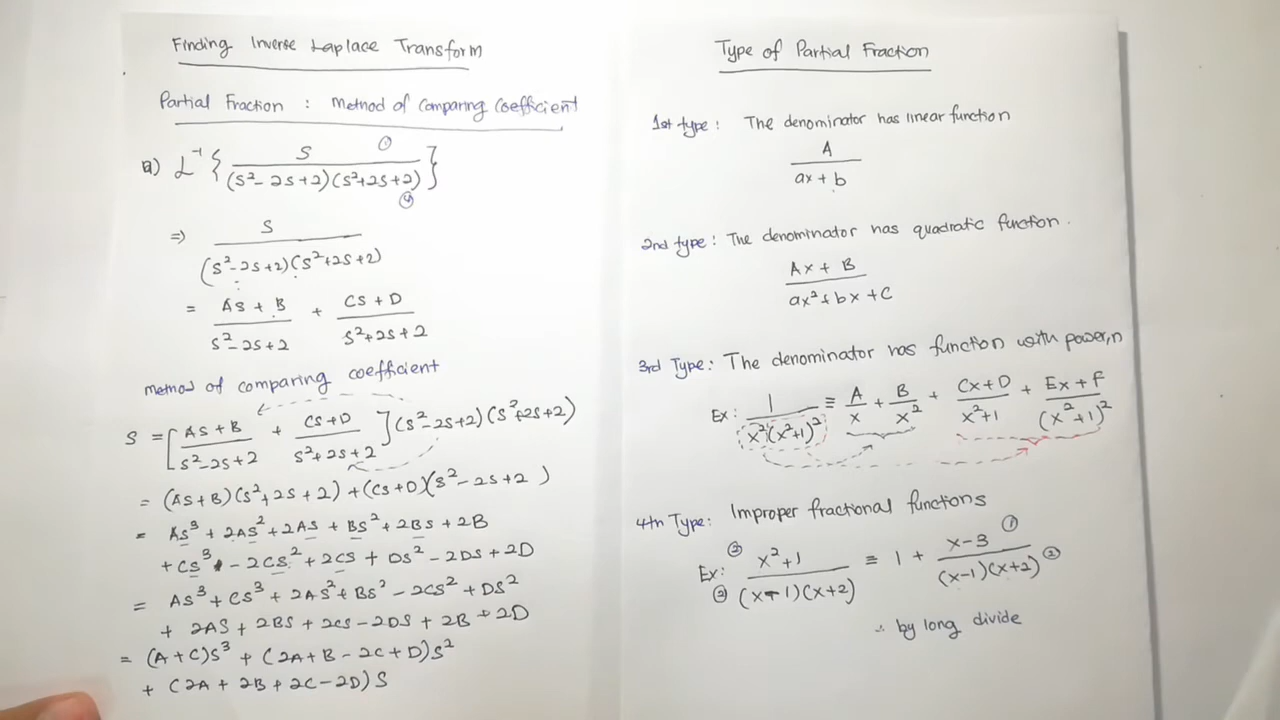 Finding Inverse Laplace Transform
Partial Fraction : Method of Comparing Coefficient
a) L⁻¹ { S / (S²-2S+2)(S²+2S+2) } ① ④
=> S / (S²-2S+2)(S²+2S+2)
= AS + B / S²-2S+2 + CS + D / S²+2S+2
method of comparing coefficient
S = [ AS+B / S²-2S+2 + CS+D / S²+2S+2 ] (S²-2S+2)(S²+2S+2)
= (AS+B)(S²+2S+2) + (CS+D)(S²-2S+2)
= AS³ + 2AS² + 2AS + BS² + 2BS + 2B
+ CS³ - 2CS² + 2CS + DS² - 2DS + 2D
= AS³ + CS³ + 2AS² + BS² - 2CS² + DS²
+ 2AS + 2BS + 2CS - 2DS + 2B + 2D
= (A+C)S³ + (2A+B-2C+D)S²
+ (2A + 2B + 2C - 2D) S
Type of Partial Fraction
1st type : The denominator has linear function
A / ax + b
2nd type : The denominator has quadratic function.
Ax + B / ax² + bx + C
3rd Type : The denominator has function with power, n
Ex : 1 / x²(x²+1)² ≡ A / x + B / x² + Cx+D / x²+1 + Ex+F / (x²+1)²
4th Type : Improper fractional functions
Ex : ② x²+1 / ② (x-1)(x+2) ≡ 1 + x-3 ① / (x-1)(x+2) ②
∴ by long divide